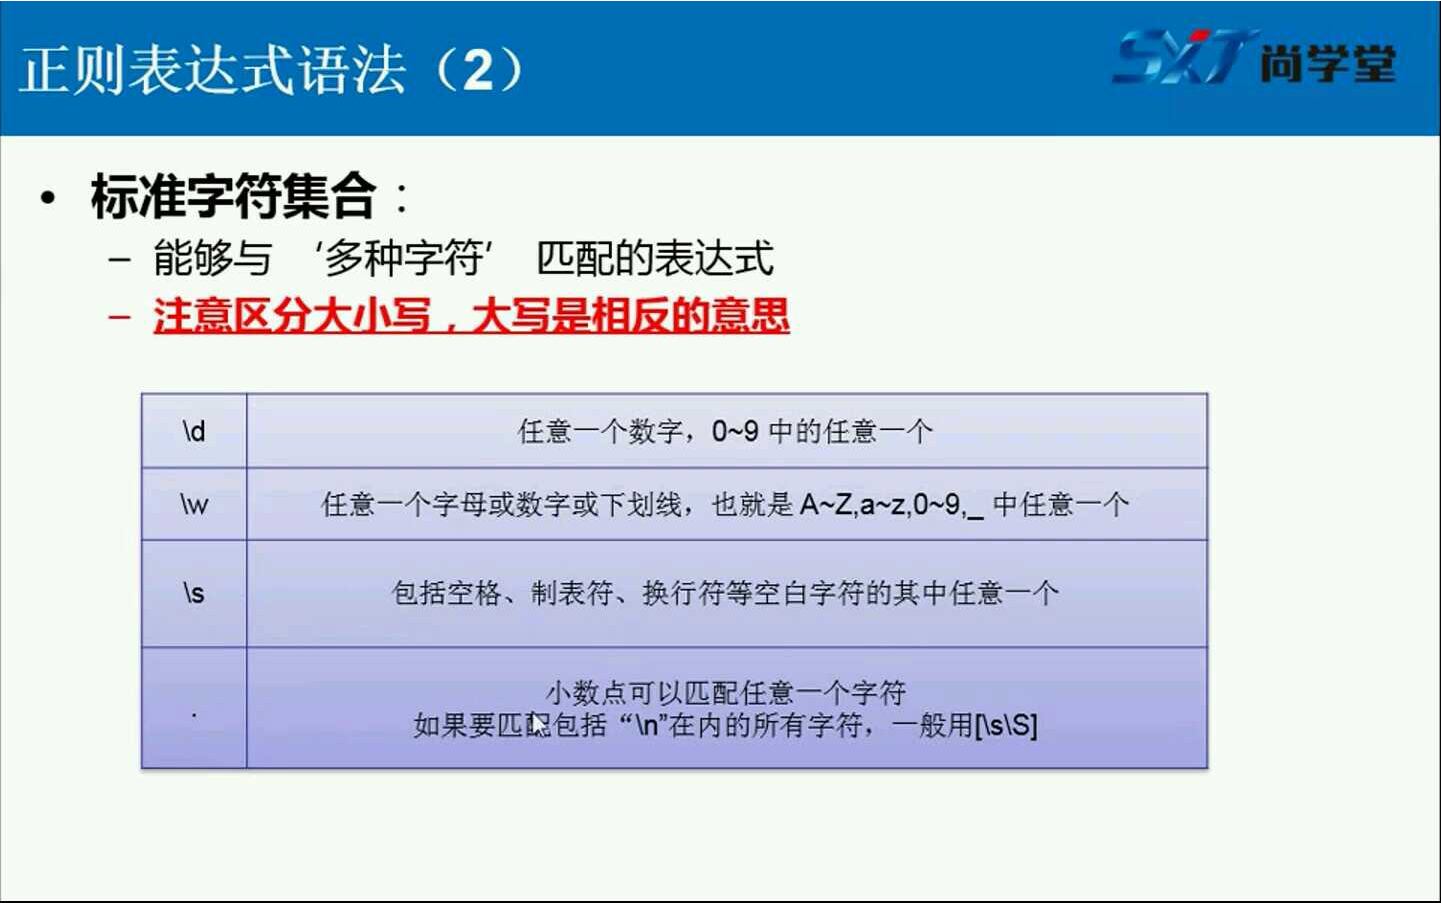 正则表达式语法（2）
SXT 尚学堂
• 标准字符集合：
– 能够与 ‘多种字符’ 匹配的表达式
– 注意区分大小写，大写是相反的意思
\d 任意一个数字，0~9 中的任意一个
\w 任意一个字母或数字或下划线，也就是 A~Z,a~z,0~9,_ 中任意一个
\s 包括空格、制表符、换行符等空白字符的其中任意一个
. 小数点可以匹配任意一个字符
如果要匹配包括“\n”在内的所有字符，一般用[\s\S]